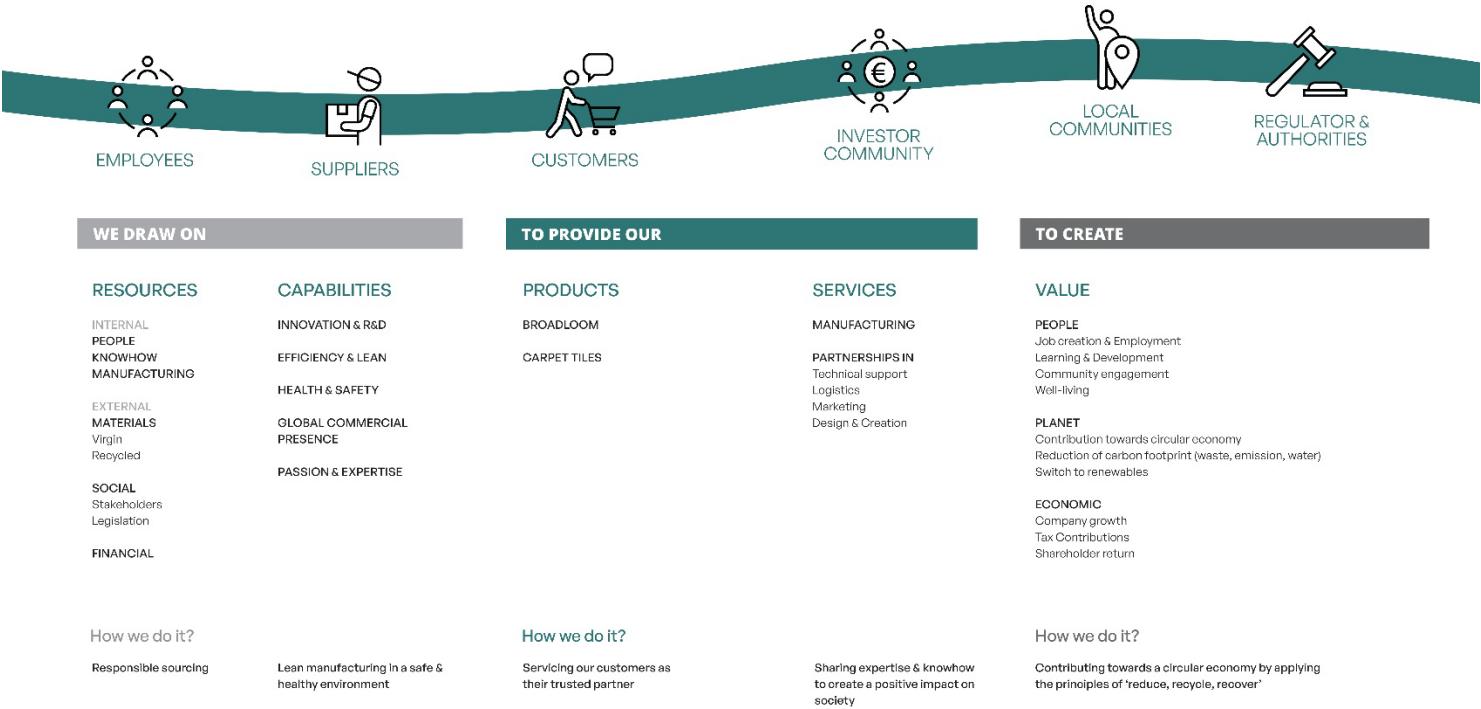 EMPLOYEES
SUPPLIERS
CUSTOMERS
€
INVESTOR
COMMUNITY
LOCAL
COMMUNITIES
REGULATOR &
AUTHORITIES
WE DRAW ON
RESOURCES
INTERNAL
PEOPLE
KNOWHOW
MANUFACTURING
EXTERNAL
MATERIALS
Virgin
Recycled
SOCIAL
Stakeholders
Legislation
FINANCIAL
CAPABILITIES
INNOVATION & R&D
EFFICIENCY & LEAN
HEALTH & SAFETY
GLOBAL COMMERCIAL
PRESENCE
PASSION & EXPERTISE
How we do it?
Responsible sourcing
Lean manufacturing in a safe &
healthy environment
TO PROVIDE OUR
PRODUCTS
BROADLOOM
CARPET TILES
SERVICES
MANUFACTURING
PARTNERSHIPS IN
Technical support
Logistics
Marketing
Design & Creation
How we do it?
Servicing our customers as
their trusted partner
Sharing expertise & knowhow
to create a positive impact on
society
TO CREATE
VALUE
PEOPLE
Job creation & Employment
Learning & Development
Community engagement
Well-living
PLANET
Contribution towards circular economy
Reduction of carbon footprint (waste, emission, water)
Switch to renewables
ECONOMIC
Company growth
Tax Contributions
Shareholder return
How we do it?
Contributing towards a circular economy by applying
the principles of ‘reduce, recycle, recover’